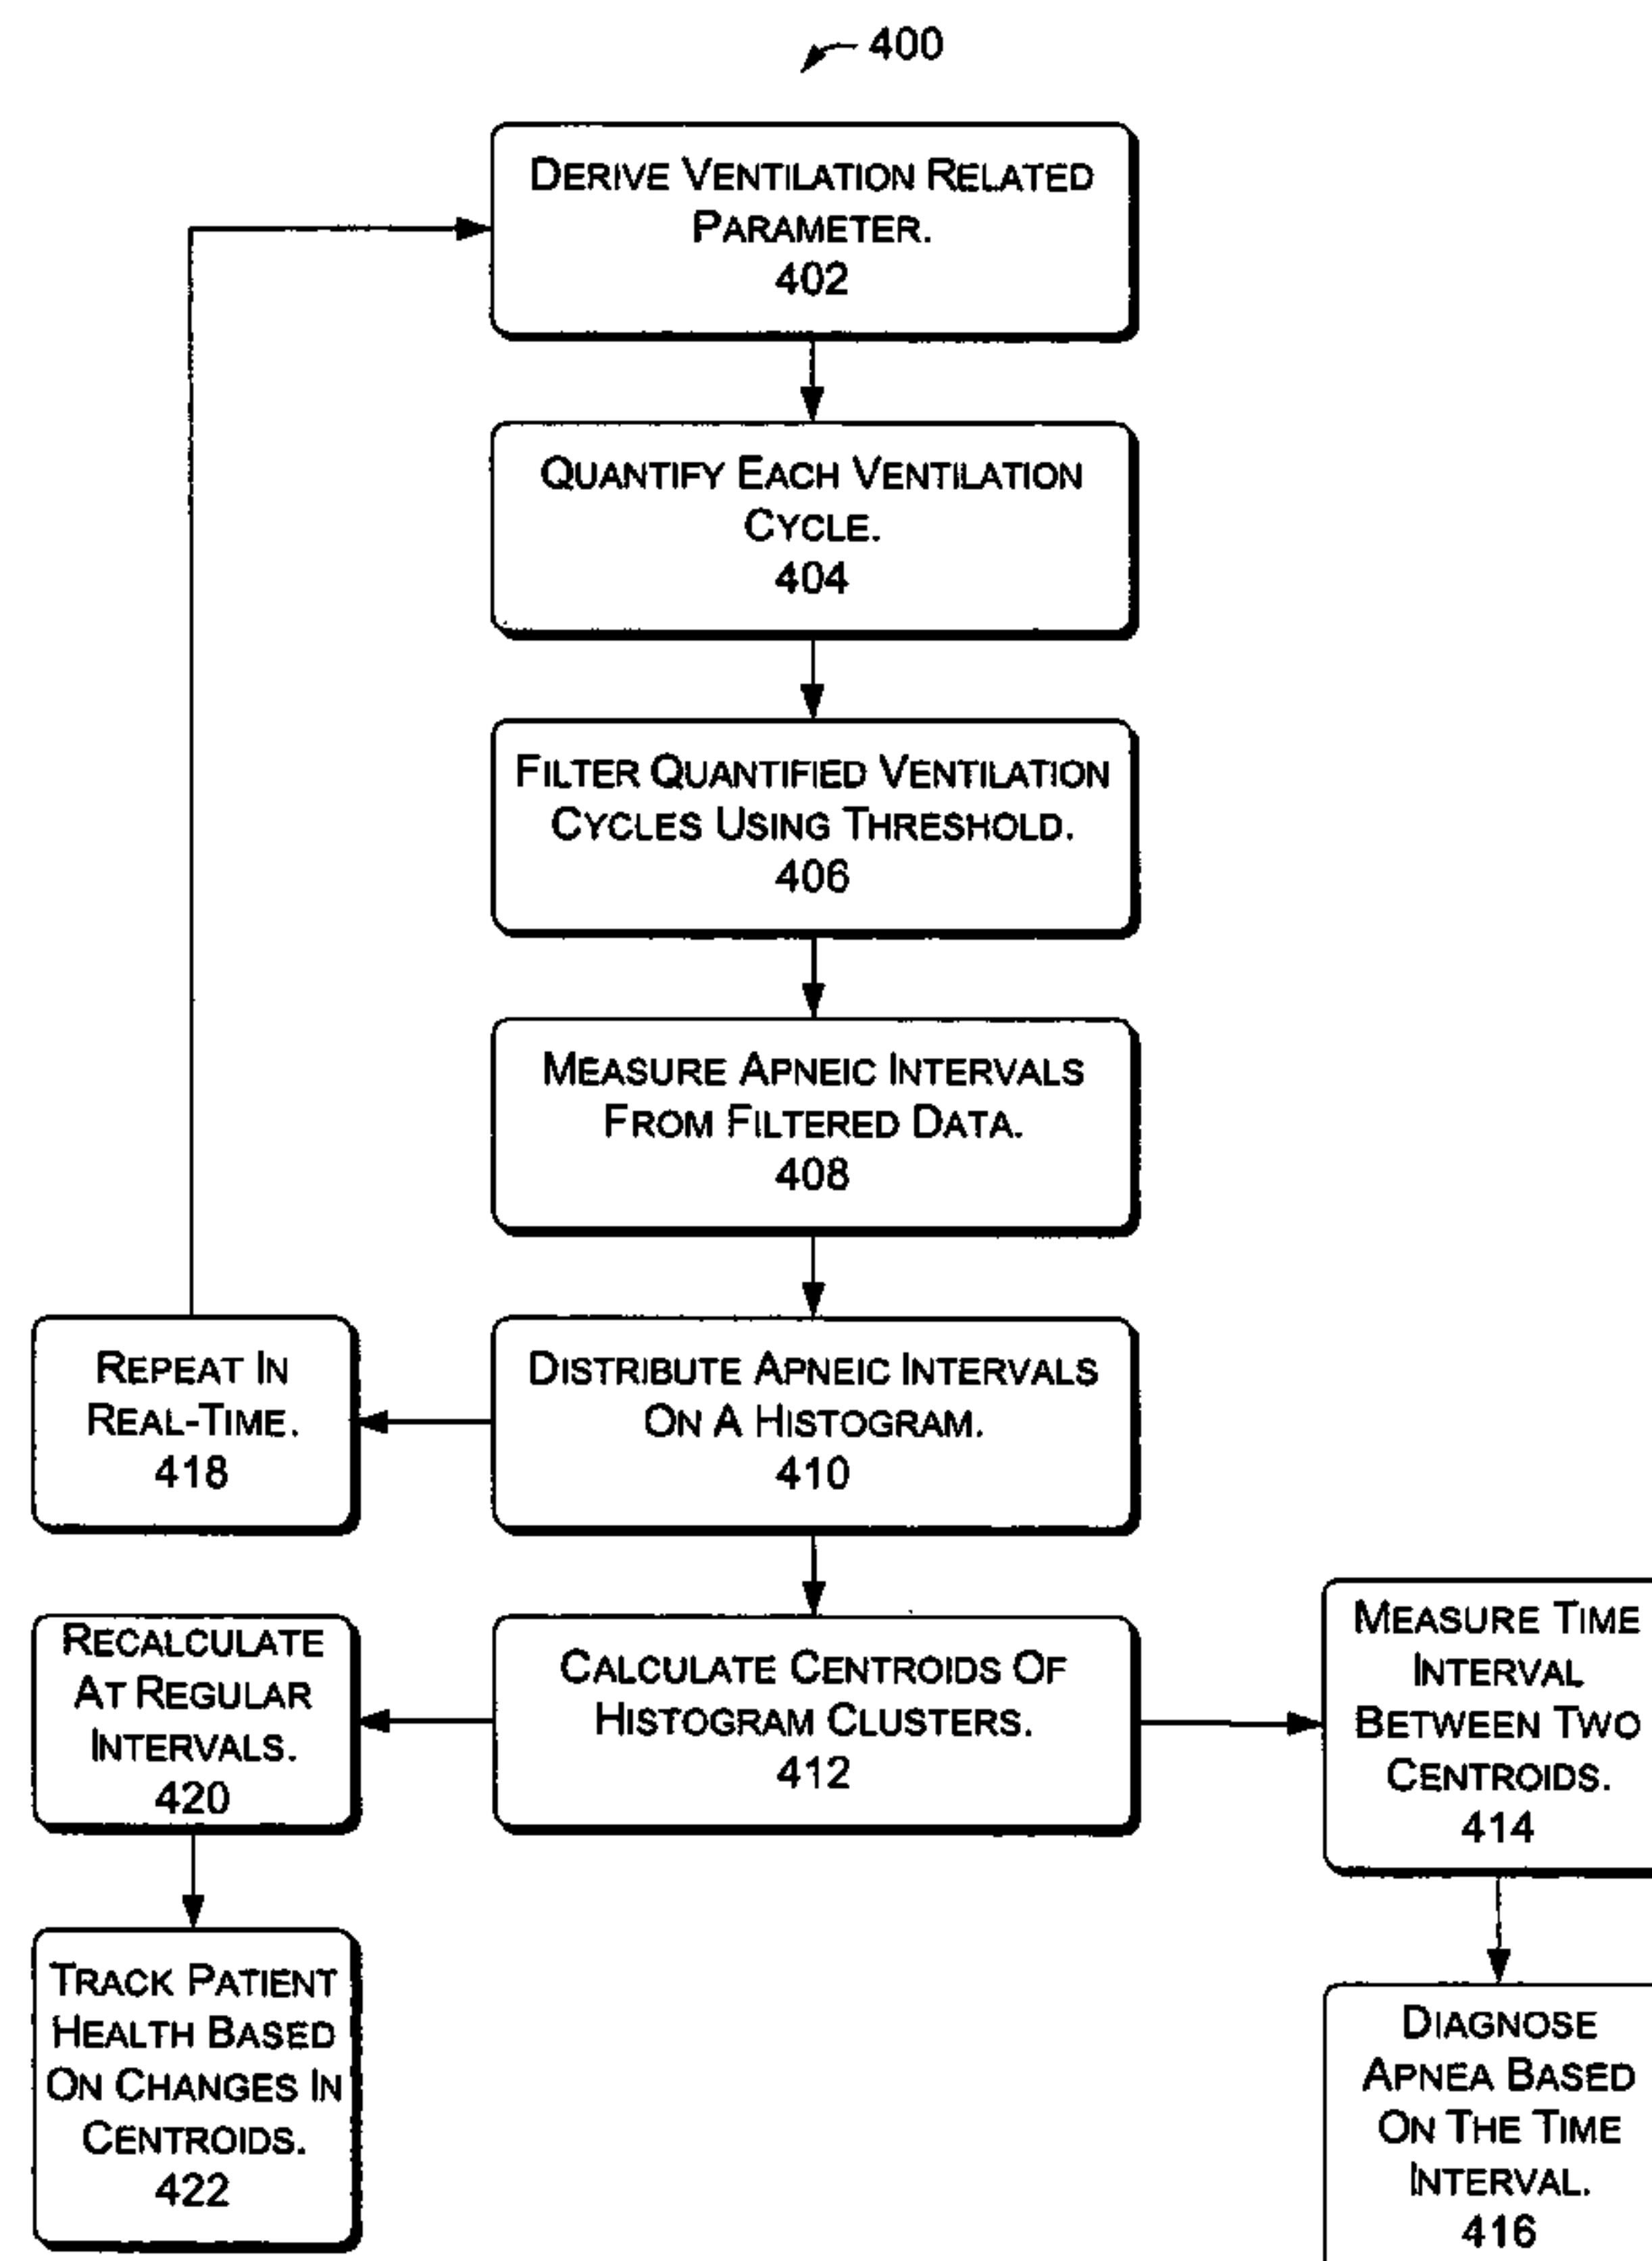 400
DERIVE VENTILATION RELATED
PARAMETER.
402
QUANTIFY EACH VENTILATION
CYCLE.
404
FILTER QUANTIFIED VENTILATION
CYCLES USING THRESHOLD.
406
MEASURE APNEIC INTERVALS
FROM FILTERED DATA.
408
DISTRIBUTE APNEIC INTERVALS
ON A HISTOGRAM.
410
REPEAT IN
REAL-TIME.
418
CALCULATE CENTROIDS OF
HISTOGRAM CLUSTERS.
412
MEASURE TIME
INTERVAL
BETWEEN TWO
CENTROIDS.
414
DIAGNOSE
APNEA BASED
ON THE TIME
INTERVAL.
416
RECALCULATE
AT REGULAR
INTERVALS.
420
TRACK PATIENT
HEALTH BASED
ON CHANGES IN
CENTROIDS.
422